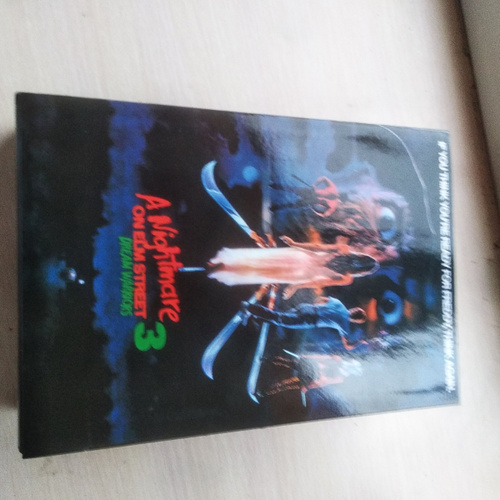 IF YOU THINK YOU'RE READY FOR FREDDY, THINK AGAIN.
A Nightmare
ON ELM STREET
3
DREAM WARRIORS